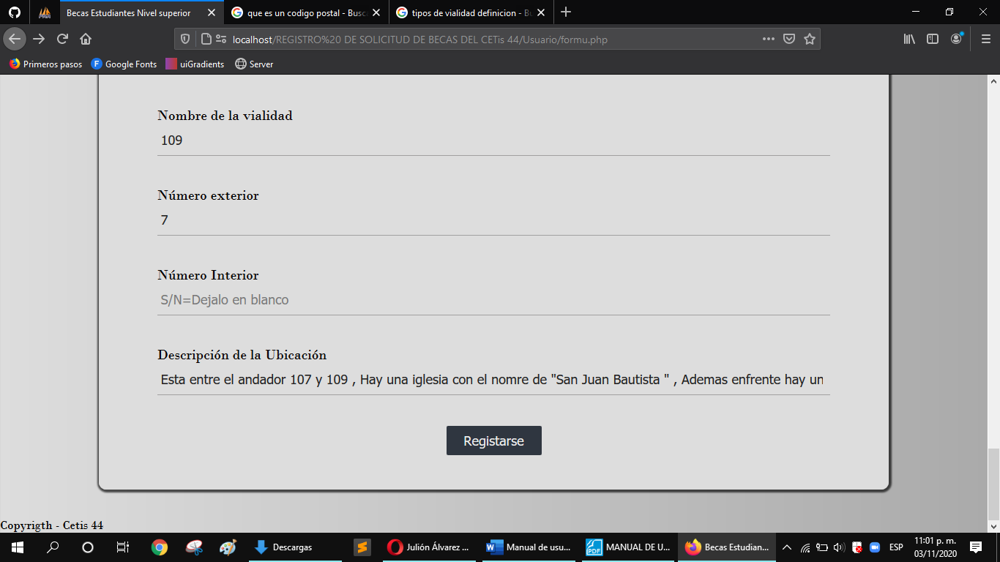 Becas Estudiantes Nivel superior
que es un codigo postal - Busca
tipos de vialidad definicion - Bu
localhost/REGISTRO%20 DE SOLICITUD DE BECAS DEL CETis 44/Usuario/formu.php
Primeros pasos
F Google Fonts
uiGradients
Server
Nombre de la vialidad
109
Número exterior
7
Número Interior
S/N=Dejalo en blanco
Descripción de la Ubicación
Esta entre el andador 107 y 109 , Hay una iglesia con el nomre de "San Juan Bautista " , Ademas enfrente hay un
Registarse
Copyrigth - Cetis 44
Descargas
Julión Álvarez ...
Manual de usu...
PDF
MANUAL DE U...
Becas Estudian...
ESP
11:01 p. m.
03/11/2020